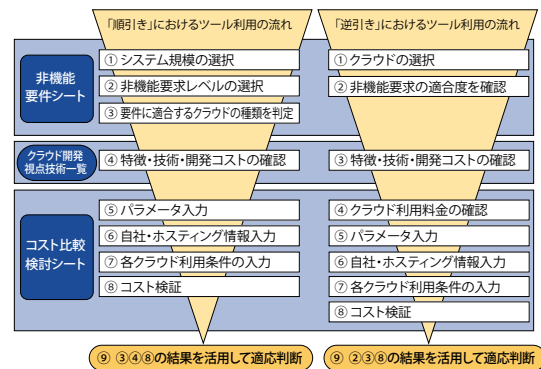 「順引き」におけるツール利用の流れ
「逆引き」におけるツール利用の流れ
非機能
要件シート
① システム規模の選択
② 非機能要求レベルの選択
③ 要件に適合するクラウドの種類を判定
① クラウドの選択
② 非機能要求の適合度を確認
クラウド開発
視点技術一覧
④ 特徴・技術・開発コストの確認
③ 特徴・技術・開発コストの確認
コスト比較
検討シート
⑤ パラメータ入力
⑥ 自社・ホスティング情報入力
⑦ 各クラウド利用条件の入力
⑧ コスト検証
④ クラウド利用料金の確認
⑤ パラメータ入力
⑥ 自社・ホスティング情報入力
⑦ 各クラウド利用条件の入力
⑧ コスト検証
⑨ ③④⑧の結果を活用して適応判断
⑨ ②③⑧の結果を活用して適応判断